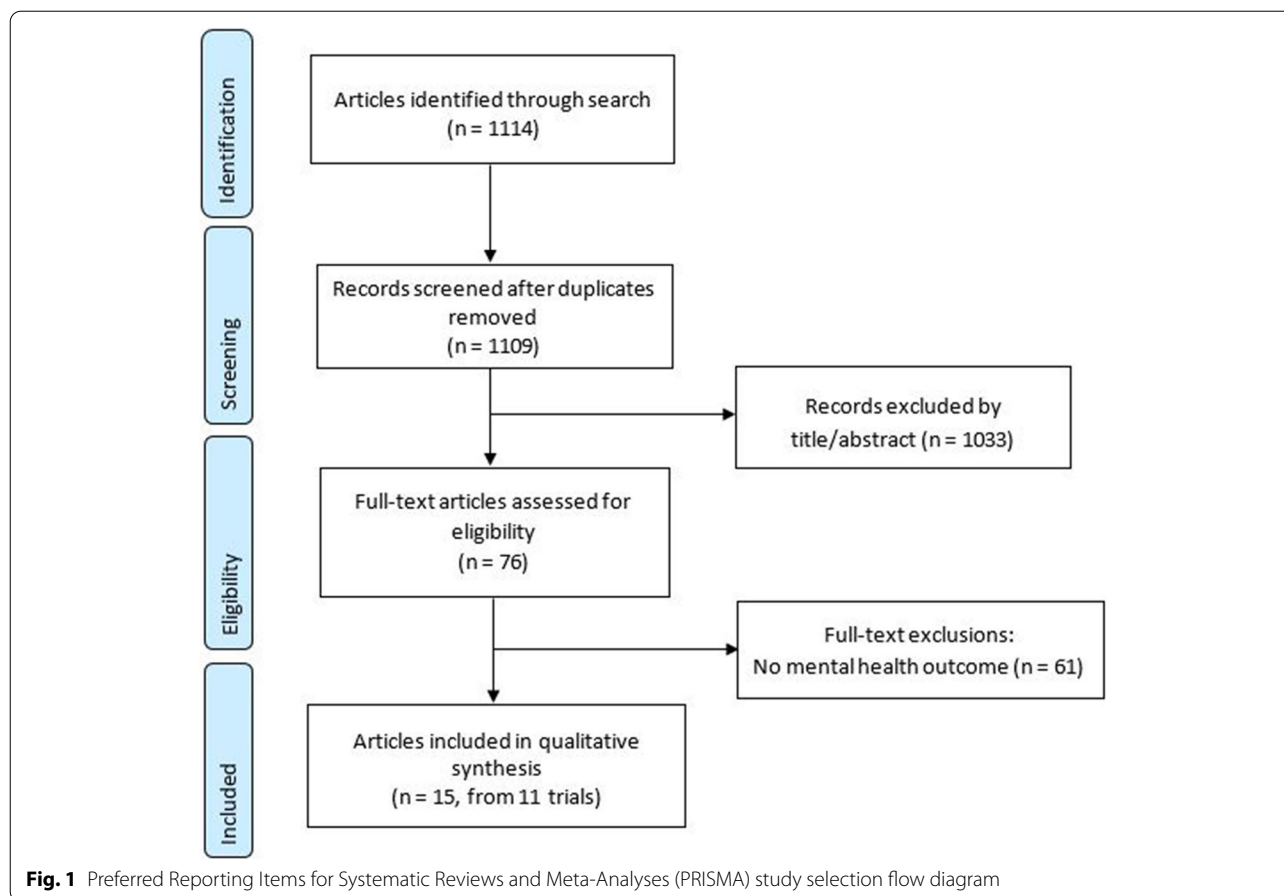 Identification
Articles identified through search
(n = 1114)
Screening
Records screened after duplicates
removed
(n = 1109)
Records excluded by
title/abstract (n = 1033)
Eligibility
Full-text articles assessed for
eligibility
(n = 76)
Full-text exclusions:
No mental health outcome (n = 61)
Included
Articles included in qualitative
synthesis
(n = 15, from 11 trials)
Fig. 1 Preferred Reporting Items for Systematic Reviews and Meta-Analyses (PRISMA) study selection flow diagram